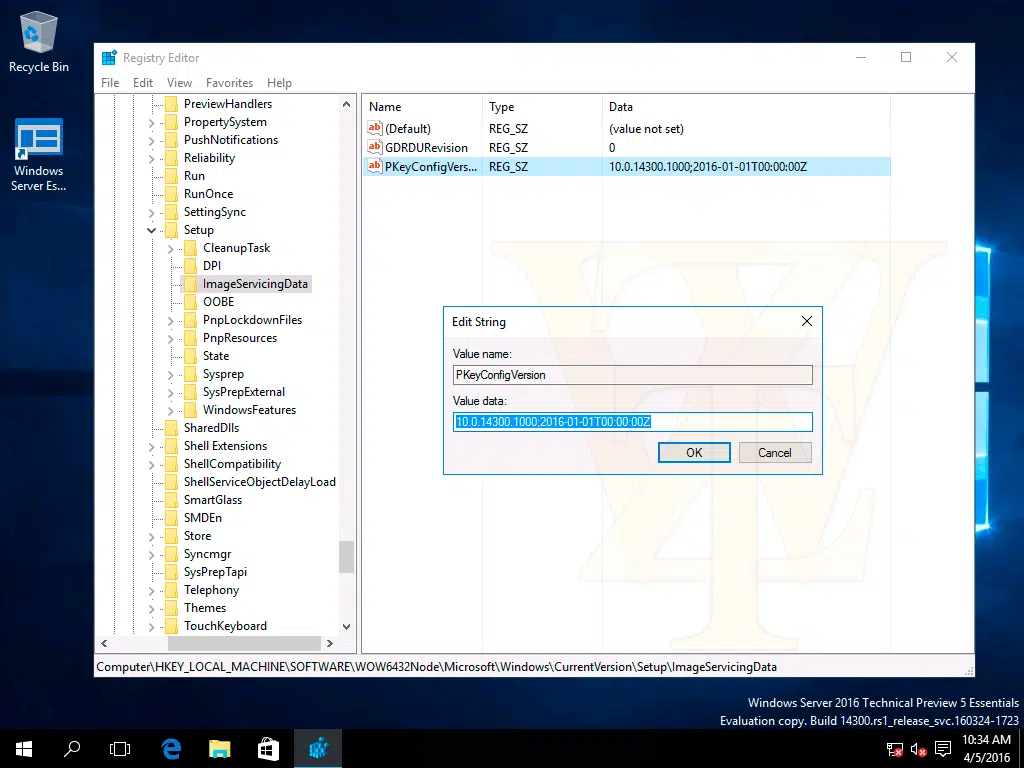 Recycle Bin
Windows
Server Es...
Registry Editor
File Edit View Favorites Help
PreviewHandlers
PropertySystem
PushNotifications
Reliability
Run
RunOnce
SettingSync
Setup
CleanupTask
DPI
ImageServicingData
OOBE
PnpLockdownFiles
PnpResources
State
Sysprep
SysPrepExternal
WindowsFeatures
SharedDlls
Shell Extensions
ShellCompatibility
ShellServiceObjectDelayLoad
SmartGlass
SMDEn
Store
Syncmgr
SysPrepTapi
Telephony
Themes
TouchKeyboard
Name Type Data
ab (Default) REG_SZ (value not set)
ab GDRDURevision REG_SZ 0
ab PKeyConfigVers... REG_SZ 10.0.14300.1000;2016-01-01T00:00:00Z
Edit String
Value name:
PKeyConfigVersion
Value data:
10.0.14300.1000;2016-01-01T00:00:00Z
OK Cancel
Computer\HKEY_LOCAL_MACHINE\SOFTWARE\WOW6432Node\Microsoft\Windows\CurrentVersion\Setup\ImageServicingData
Windows Server 2016 Technical Preview 5 Essentials
Evaluation copy. Build 14300.rs1_release_svc.160324-1723
10:34 AM
4/5/2016